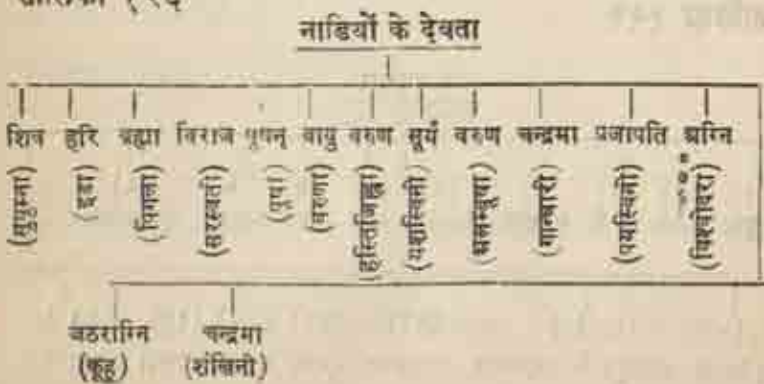 नाडियों के देवता
शिव हरि ब्रह्मा विराज पूषन् वायु वरुण सूर्य वरुण चन्द्रमा प्रजापति अग्नि
(सुषुम्ना) (इडा) (पिंगला) (सरस्वती) (पूषा) (वरुणा) (हस्तिजिह्वा) (यशस्विनी) (अलम्बुषा) (गान्धारी) (पयस्विनी) (विश्वोदरा)
जठराग्नि चन्द्रमा
(कूहू) (शंखिनी)